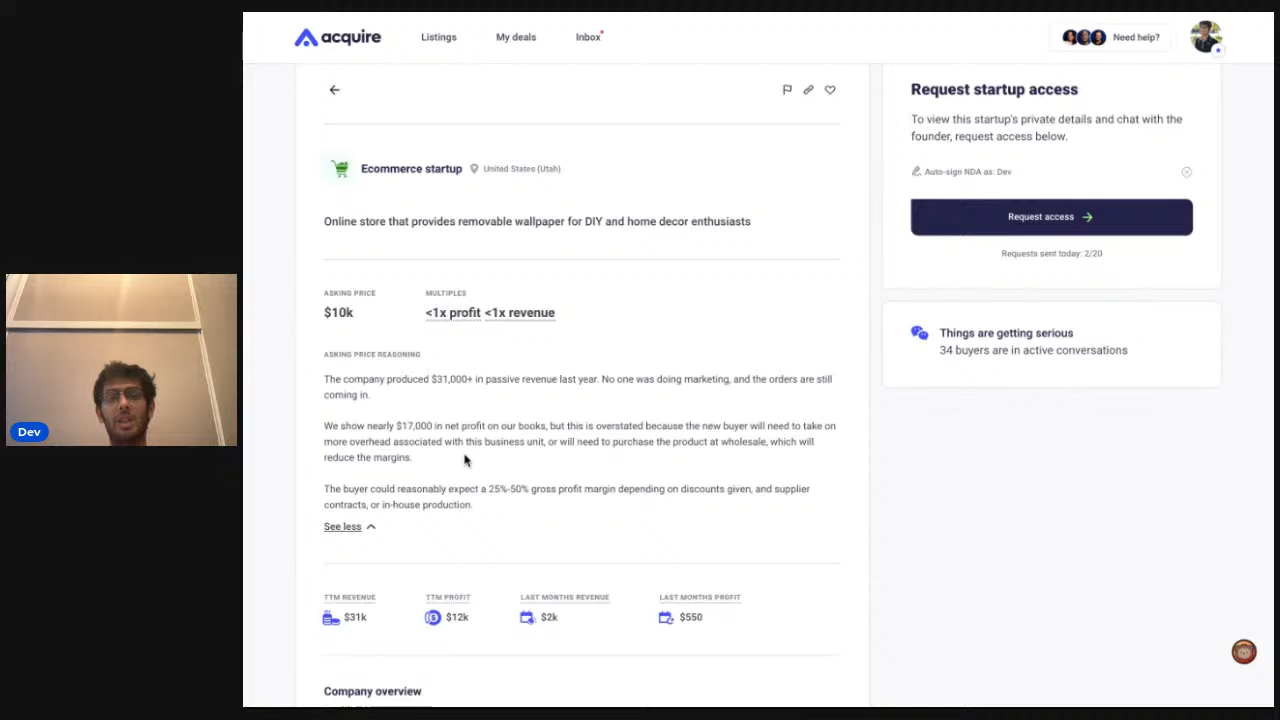 acquire
Listings
My deals
Inbox
Need help?
Ecommerce startup
United States (Utah)
Online store that provides removable wallpaper for DIY and home decor enthusiasts
ASKING PRICE
MULTIPLES
$10k
<1x profit <1x revenue
ASKING PRICE REASONING
The company produced $31,000+ in passive revenue last year. No one was doing marketing, and the orders are still
coming in.
We show nearly $17,000 in net profit on our books, but this is overstated because the new buyer will need to take on
more overhead associated with this business unit, or will need to purchase the product at wholesale, which will
reduce the margins.
The buyer could reasonably expect a 25%-50% gross profit margin depending on discounts given, and supplier
contracts, or in-house production.
See less
TTM REVENUE
TTM PROFIT
LAST MONTHS REVENUE
LAST MONTHS PROFIT
$31k
$12k
$2k
$550
Company overview
Request startup access
To view this startup's private details and chat with the
founder, request access below.
Auto-sign NDA as: Dev
Request access
Requests sent today: 2/20
Things are getting serious
34 buyers are in active conversations
Dev